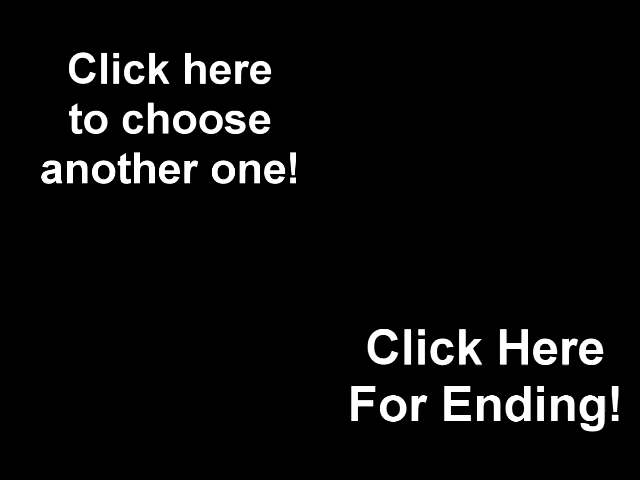 Click here
to choose
another one!
Click Here
For Ending!